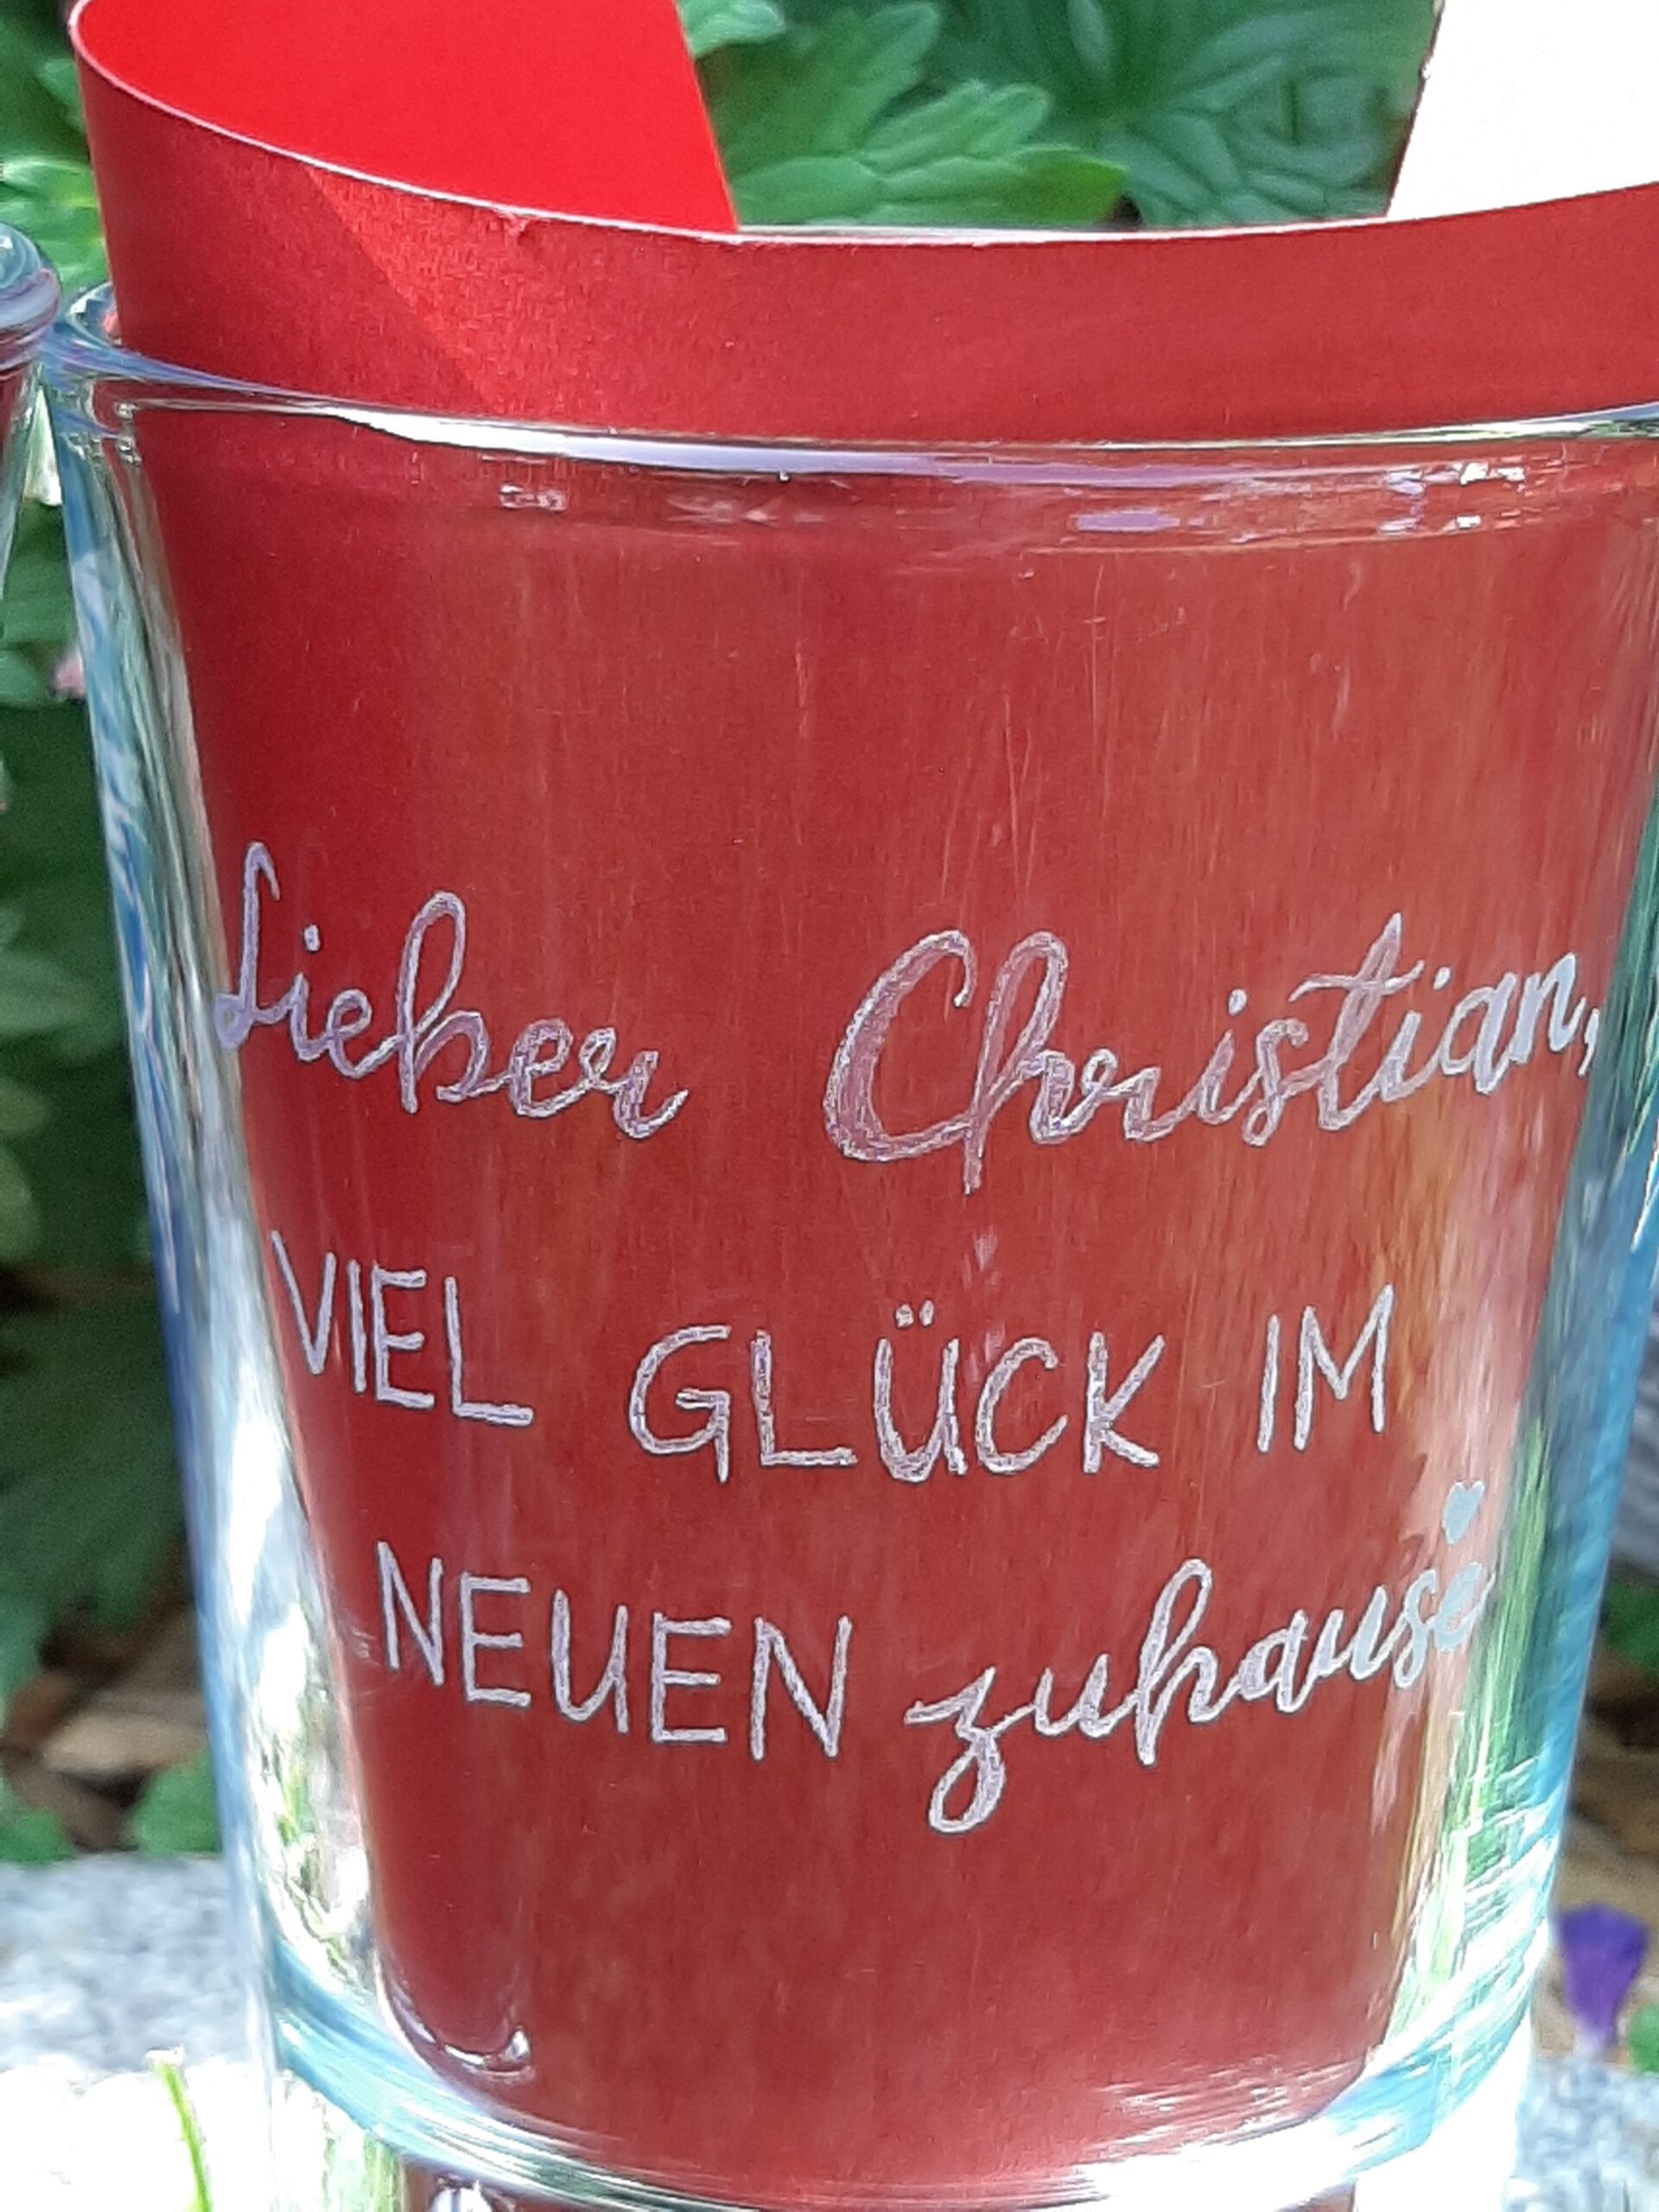 Lieber Christian,
VIEL GLÜCK IM
NEUEN zuhause